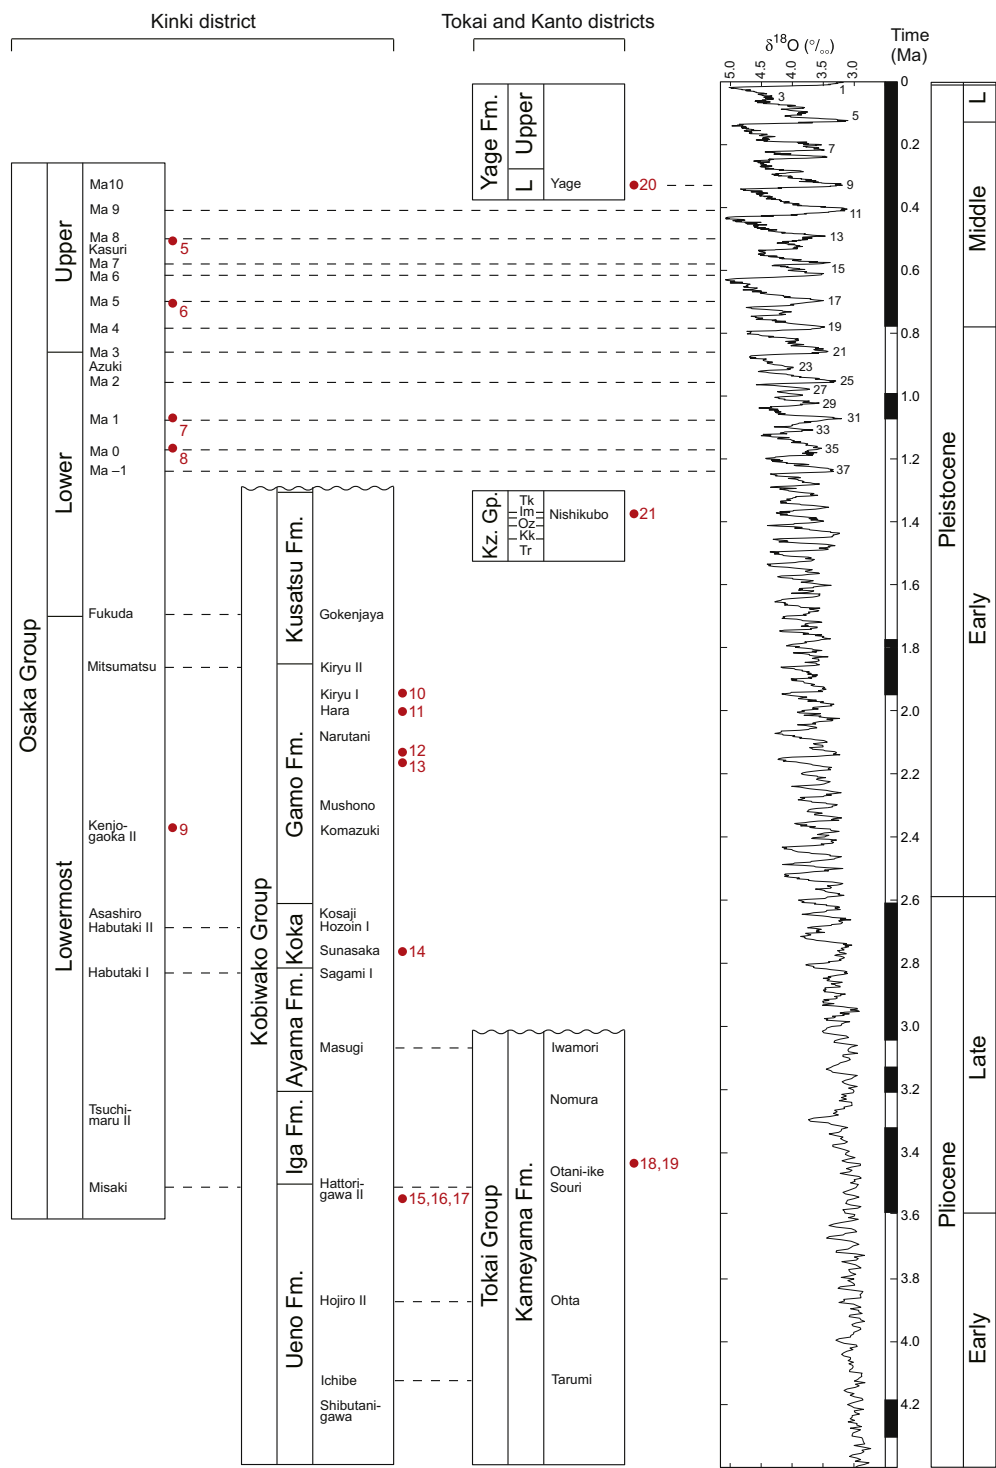 Kinki district
Tokai and Kanto districts
δ18O (°/oo)
Time
(Ma)
5.0 4.5 4.0 3.5 3.0
Osaka Group
Upper
Lower
Lowermost
Ma10
Ma 9
Ma 8
Kasuri
Ma 7
Ma 6
Ma 5
Ma 4
Ma 3
Azuki
Ma 2
Ma 1
Ma 0
Ma –1
Fukuda
Mitsumatsu
Kenjo-
gaoka II
Asashiro
Habutaki II
Habutaki I
Tsuchi-
maru II
Misaki
5
6
7
8
9
Kobiwako Group
Kusatsu Fm.
Gamo Fm.
Koka
Ayama Fm.
Iga Fm.
Ueno Fm.
Gokenjaya
Kiryu II
Kiryu I
Hara
Narutani
Mushono
Komazuki
Kosaji
Hozoin I
Sunasaka
Sagami I
Masugi
Hattori-
gawa II
Hojiro II
Ichibe
Shibutani-
gawa
10
11
12
13
14
15,16,17
Yage Fm.
Upper
L
Yage
20
Kz. Gp.
Tk
Im
Oz
Kk
Tr
Nishikubo
21
Tokai Group
Kameyama Fm.
Iwamori
Nomura
Otani-ike
Souri
Ohta
Tarumi
18,19
1
3
5
7
9
11
13
15
17
19
21
23
25
27
29
31
33
35
37
0
0.2
0.4
0.6
0.8
1.0
1.2
1.4
1.6
1.8
2.0
2.2
2.4
2.6
2.8
3.0
3.2
3.4
3.6
3.8
4.0
4.2
Pleistocene
L
Middle
Early
Pliocene
Late
Early